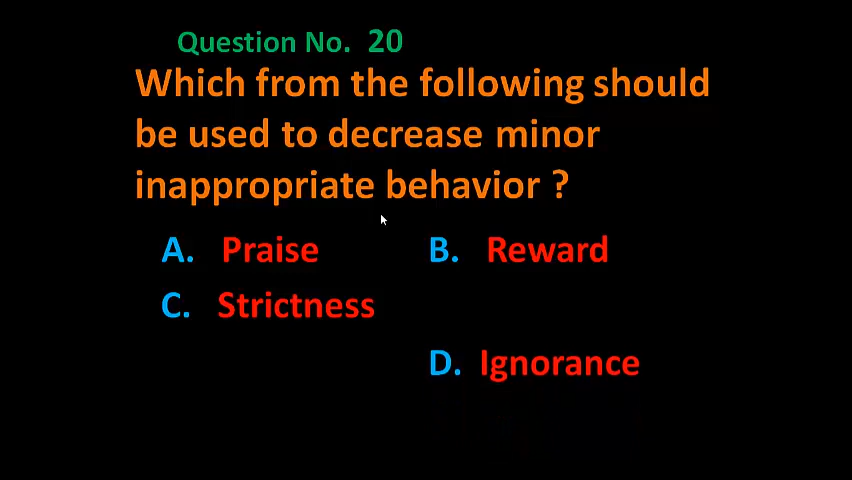 Question No. 20
Which from the following should
be used to decrease minor
inappropriate behavior ?
A. Praise B. Reward
C. Strictness
D. Ignorance